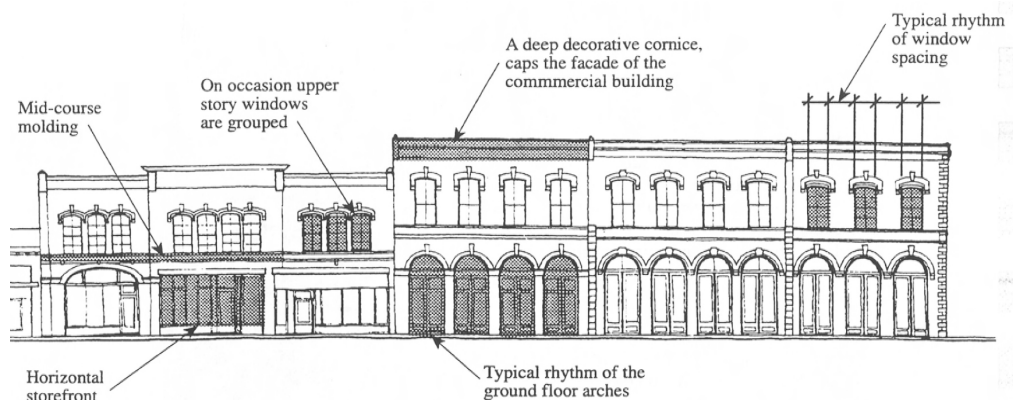 Typical rhythm
of window
spacing
A deep decorative cornice,
caps the facade of the
commmercial building
On occasion upper
story windows
are grouped
Mid-course
molding
Horizontal
storefront
Typical rhythm of the
ground floor arches